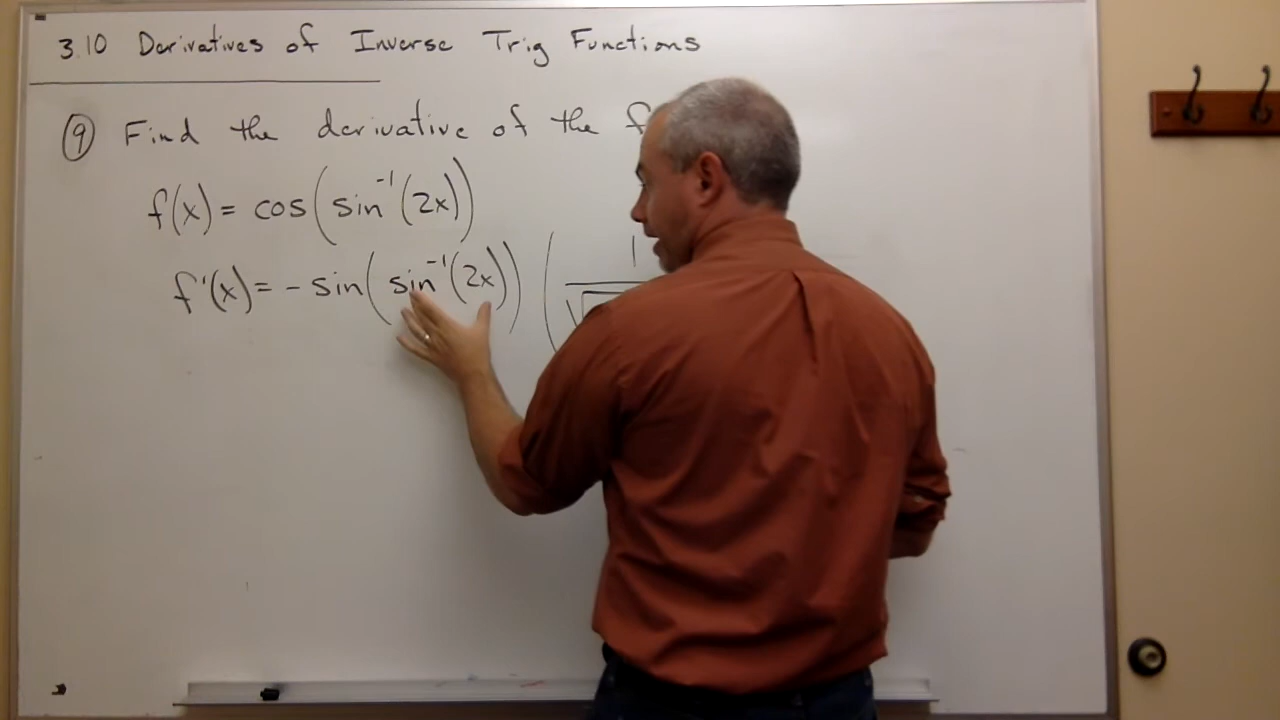 3.10 Derivatives of Inverse Trig Functions
9 Find the derivative of the
f(x) = cos(sin⁻¹(2x))
f'(x) = - sin(sin⁻¹(2x)) ( 1 / √